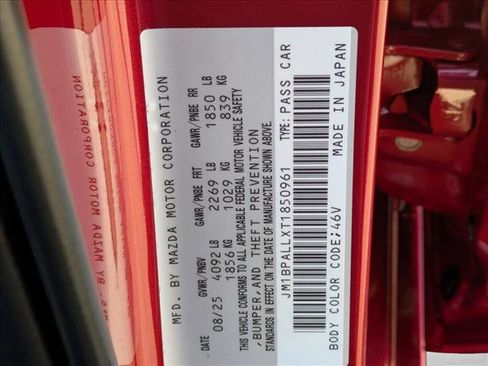 MFD. BY MAZDA MOTOR CORPORATION
DATE GVWR/PNBV GAWR/PNBE FRT GAWR/PNBE RR
08/25 4092 LB 2269 LB 1850 LB
1856 KG 1029 KG 839 KG
THIS VEHICLE CONFORMS TO ALL APPLICABLE FEDERAL MOTOR VEHICLE SAFETY
,BUMPER,AND THEFT PREVENTION
STANDARDS IN EFFECT ON THE DATE OF MANUFACTURE SHOWN ABOVE.
JM1BPALLXT1850961 TYPE: PASS CAR
BODY COLOR CODE:46V MADE IN JAPAN
MAZDA MOTOR CORPORATION